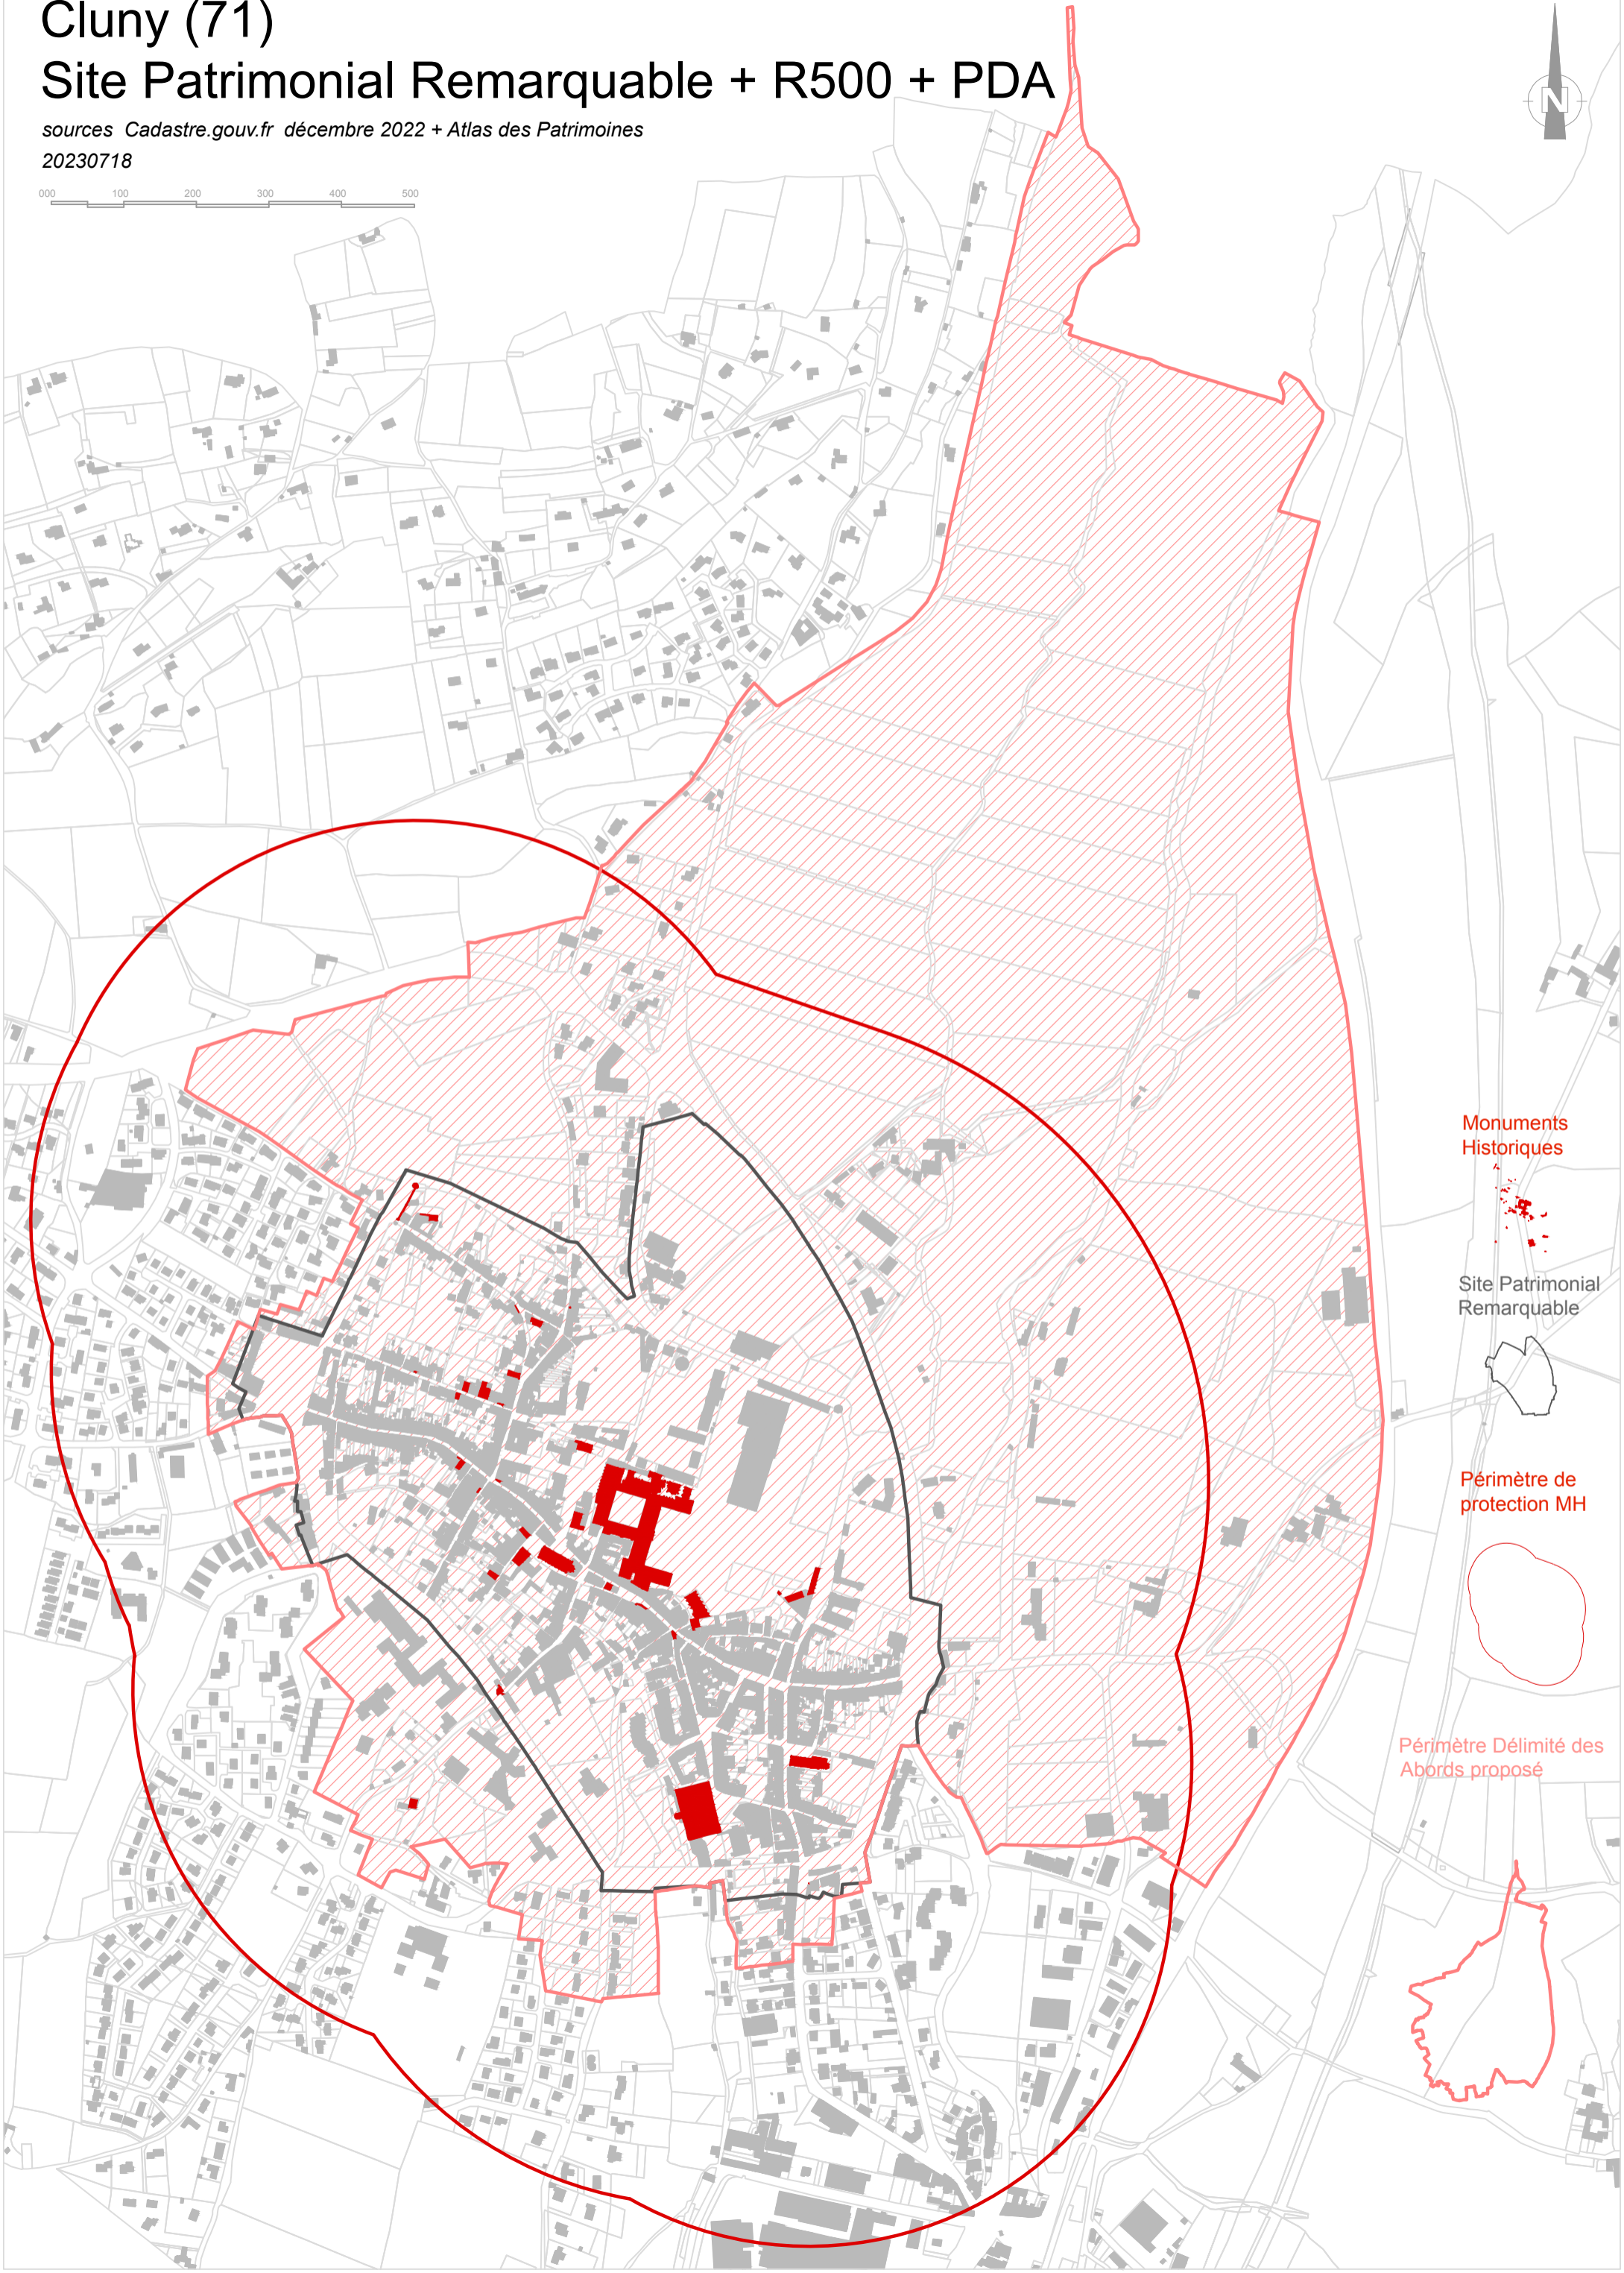 Cluny (71)
Site Patrimonial Remarquable + R500 + PDA
sources Cadastre.gouv.fr décembre 2022 + Atlas des Patrimoines
20230718
000 100 200 300 400 500
N
Monuments
Historiques
Site Patrimonial
Remarquable
Périmètre de
protection MH
Périmètre Délimité des
Abords proposé